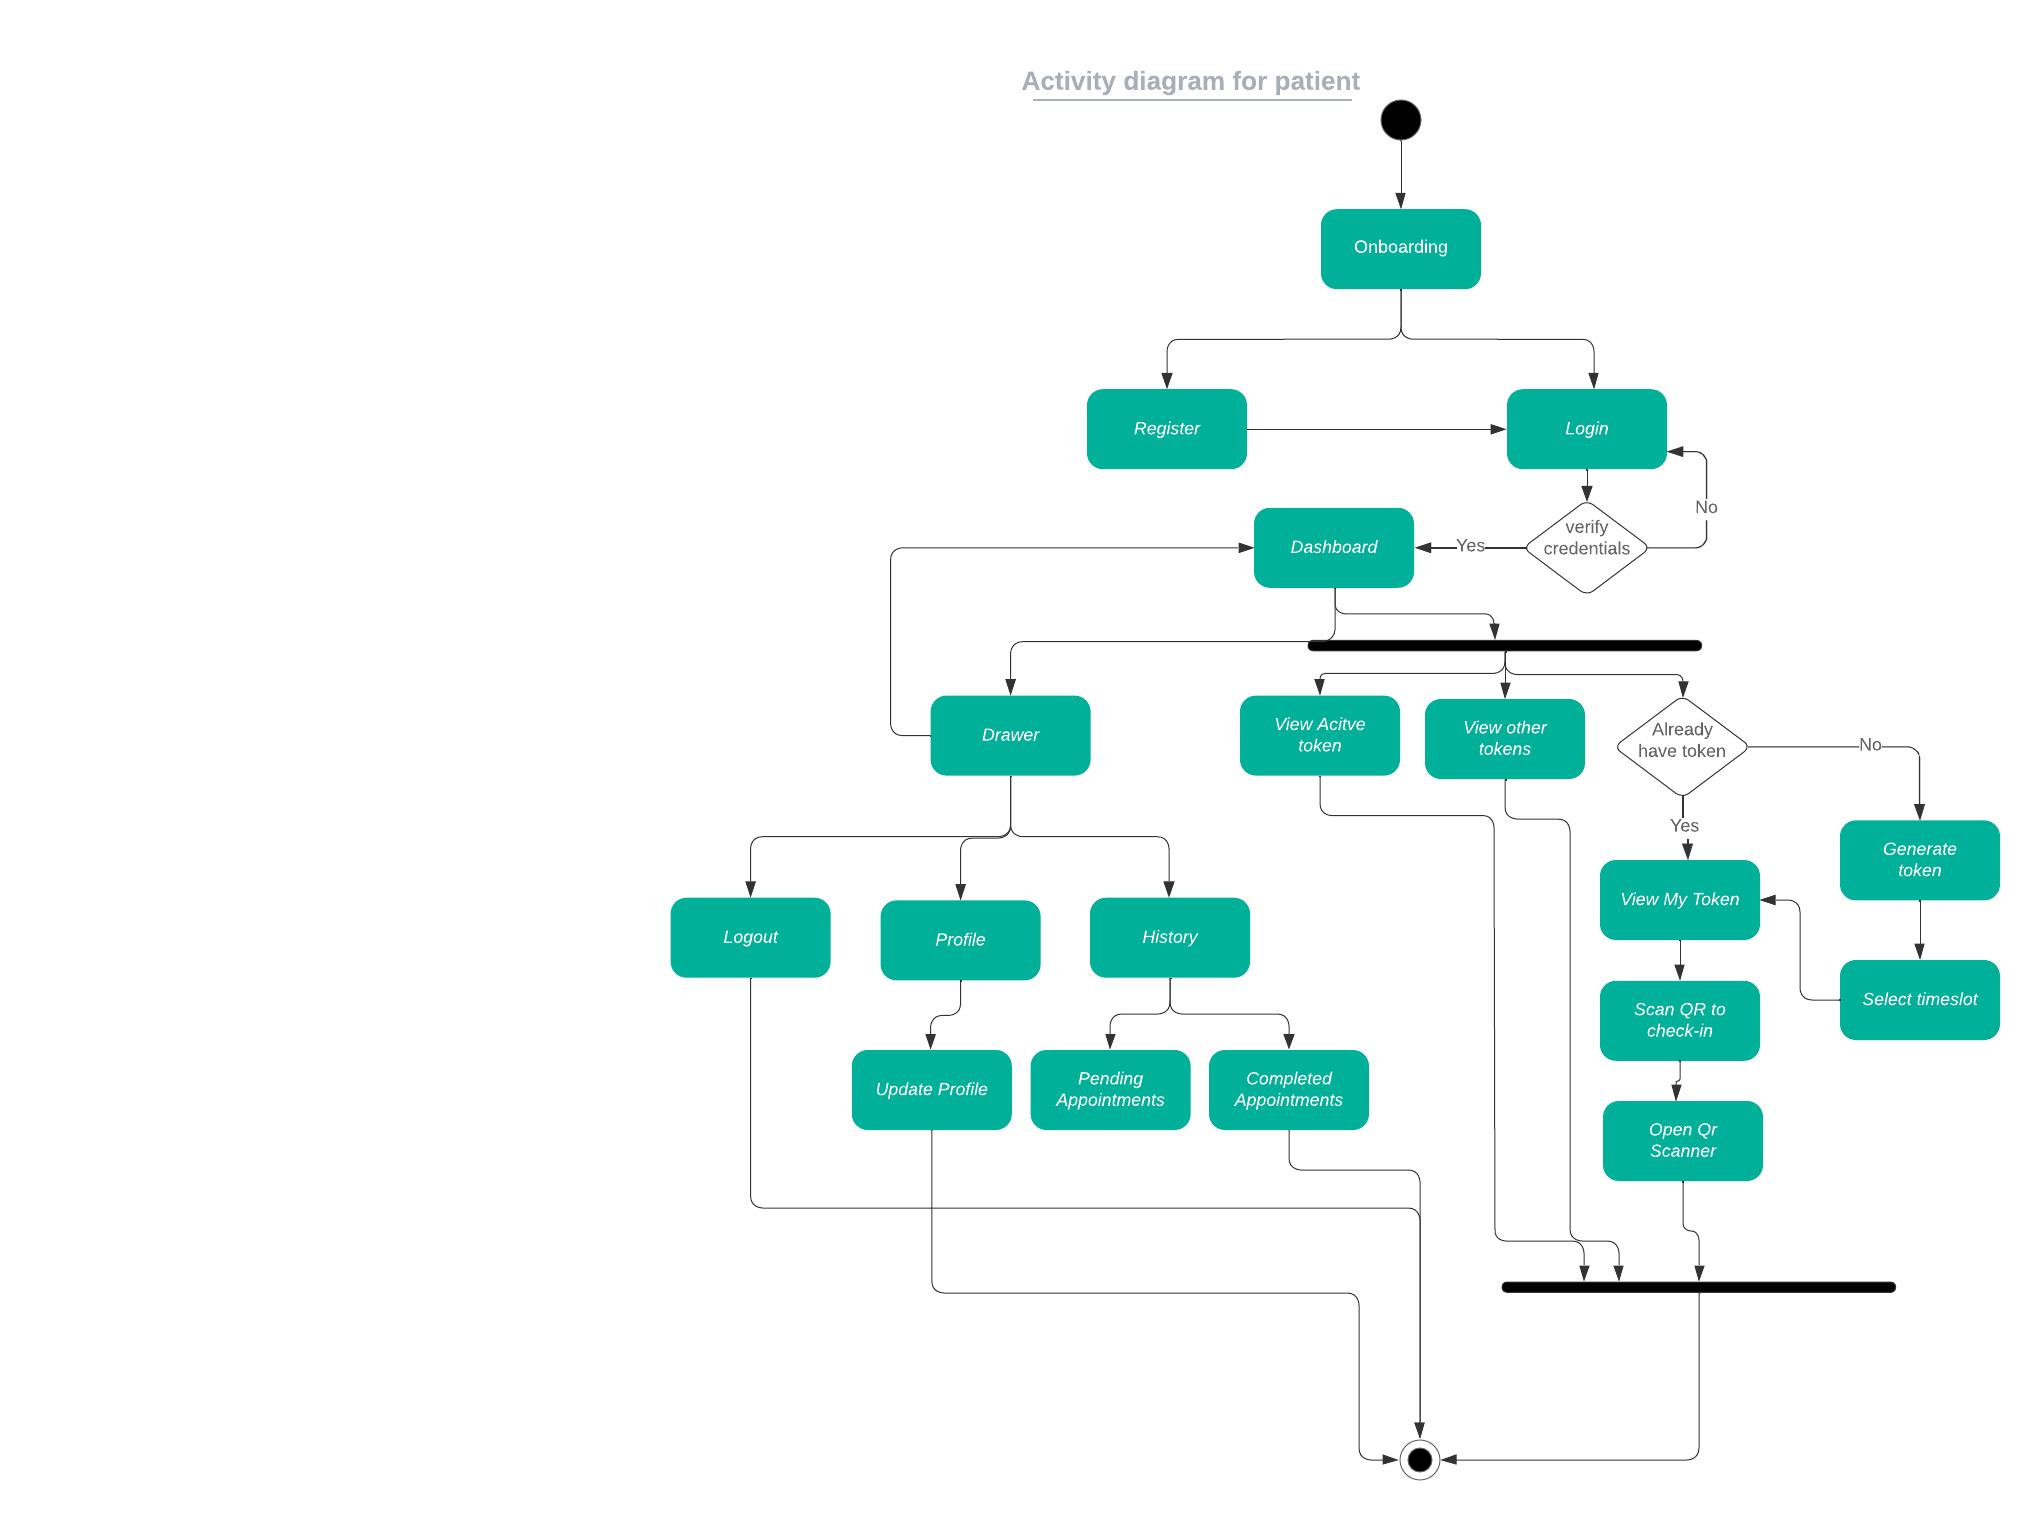 Activity diagram for patient
Onboarding
Register
Login
No
verify
credentials
Yes
Dashboard
Drawer
View Acitve
token
View other
tokens
Already
have token
No
Yes
Generate
token
View My Token
Logout
Profile
History
Select timeslot
Scan QR to
check-in
Update Profile
Pending
Appointments
Completed
Appointments
Open Qr
Scanner